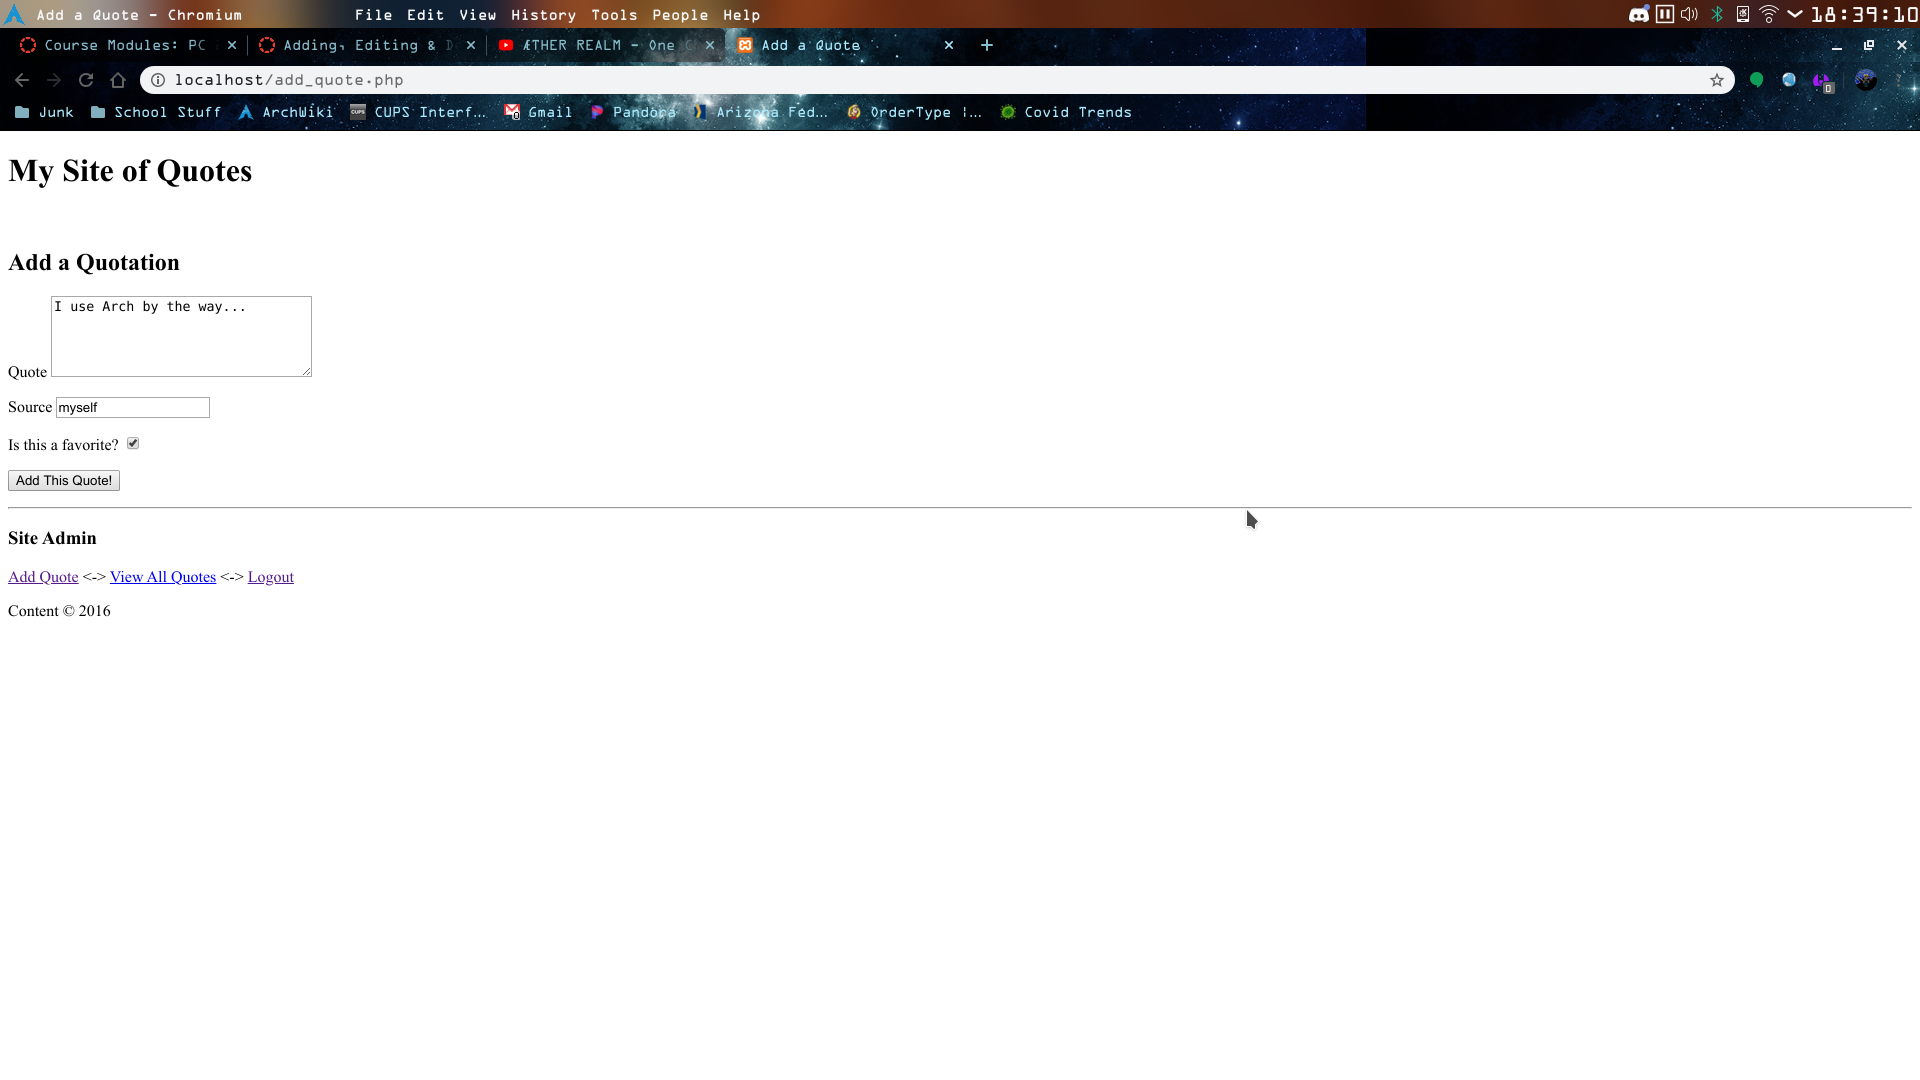 Add a Quote - Chromium File Edit View History Tools People Help 18:39:10
Course Modules: PC Adding, Editing & D ÆTHER REALM - One Add a Quote
localhost/add_quote.php
Junk School Stuff ArchWiki CUPS Interf... Gmail Pandora Arizona Fed... OrderType |... Covid Trends
My Site of Quotes
Add a Quotation
I use Arch by the way...
Quote
Source myself
Is this a favorite?
Add This Quote!
Site Admin
Add Quote <-> View All Quotes <-> Logout
Content © 2016